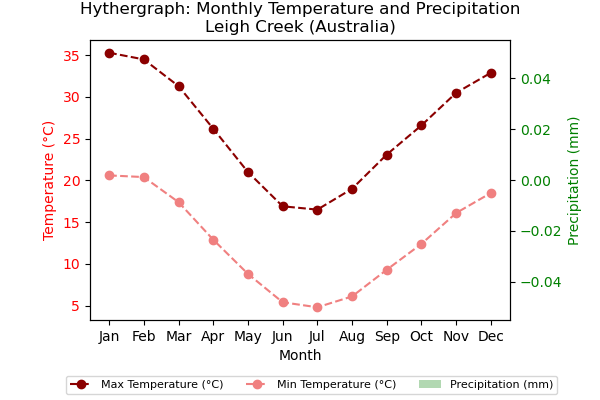 Hythergraph: Monthly Temperature and Precipitation
Leigh Creek (Australia)
Temperature (°C)
35
30
25
20
15
10
5
0.04
0.02
0.00
−0.02
−0.04
Precipitation (mm)
Jan Feb Mar Apr May Jun Jul Aug Sep Oct Nov Dec
Month
Max Temperature (°C) Min Temperature (°C) Precipitation (mm)